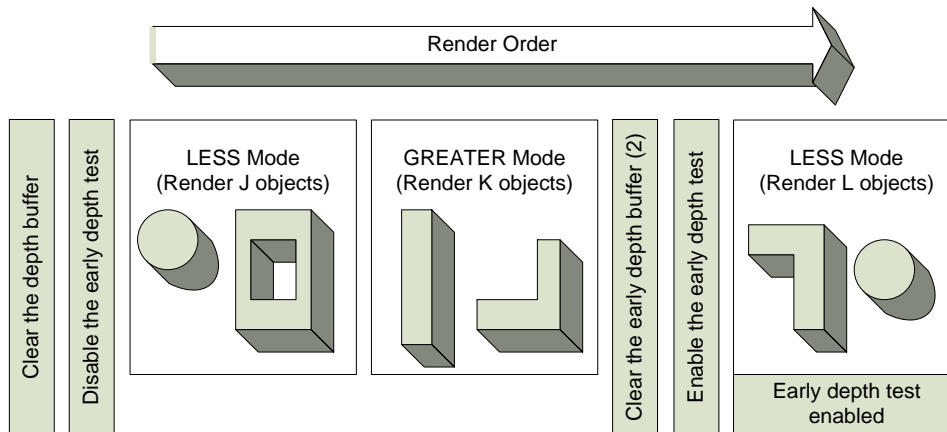 Render Order
Clear the depth buffer
Disable the early depth test
LESS Mode
(Render J objects)
GREATER Mode
(Render K objects)
Clear the early depth buffer (2)
Enable the early depth test
LESS Mode
(Render L objects)
Early depth test
enabled